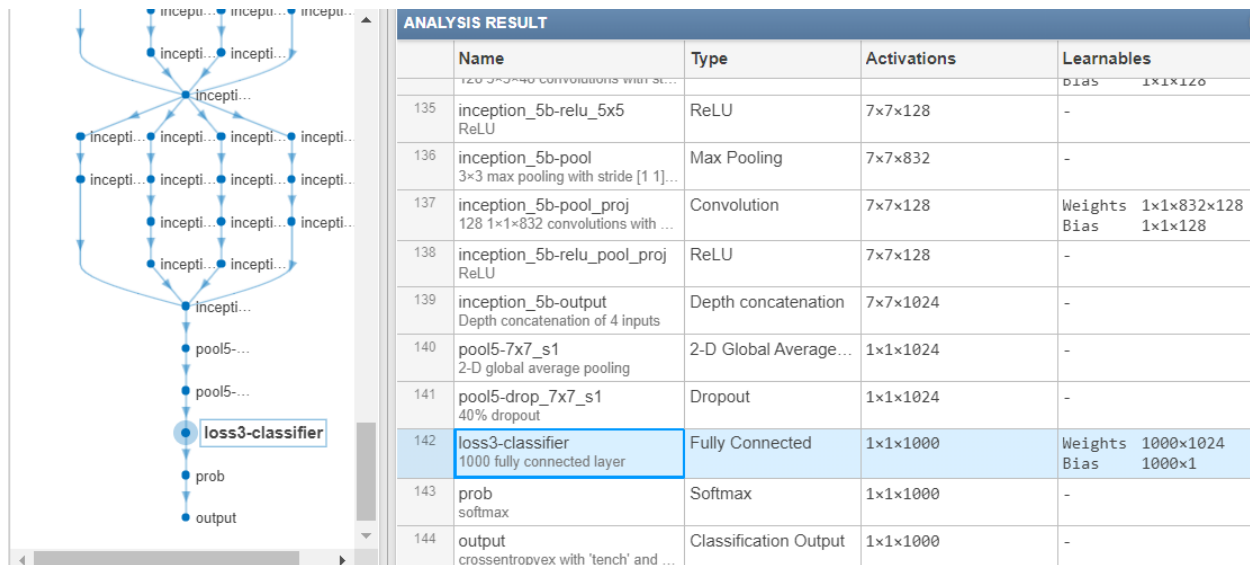 incepti... incepti... incepti...
incepti... incepti...
incepti...
incepti... incepti... incepti... incepti...
incepti... incepti... incepti... incepti...
incepti... incepti... incepti...
incepti... incepti...
incepti...
pool5-...
pool5-...
loss3-classifier
prob
output
ANALYSIS RESULT
Name Type Activations Learnables
128 5×5×48 convolutions with st... Bias 1×1×128
135 inception_5b-relu_5x5 ReLU 7×7×128 -
ReLU
136 inception_5b-pool Max Pooling 7×7×832 -
3×3 max pooling with stride [1 1]...
137 inception_5b-pool_proj Convolution 7×7×128 Weights 1×1×832×128
128 1×1×832 convolutions with ... Bias 1×1×128
138 inception_5b-relu_pool_proj ReLU 7×7×128 -
ReLU
139 inception_5b-output Depth concatenation 7×7×1024 -
Depth concatenation of 4 inputs
140 pool5-7x7_s1 2-D Global Average... 1×1×1024 -
2-D global average pooling
141 pool5-drop_7x7_s1 Dropout 1×1×1024 -
40% dropout
142 loss3-classifier Fully Connected 1×1×1000 Weights 1000×1024
1000 fully connected layer Bias 1000×1
143 prob Softmax 1×1×1000 -
softmax
144 output Classification Output 1×1×1000 -
crossentropyex with 'tench' and ...